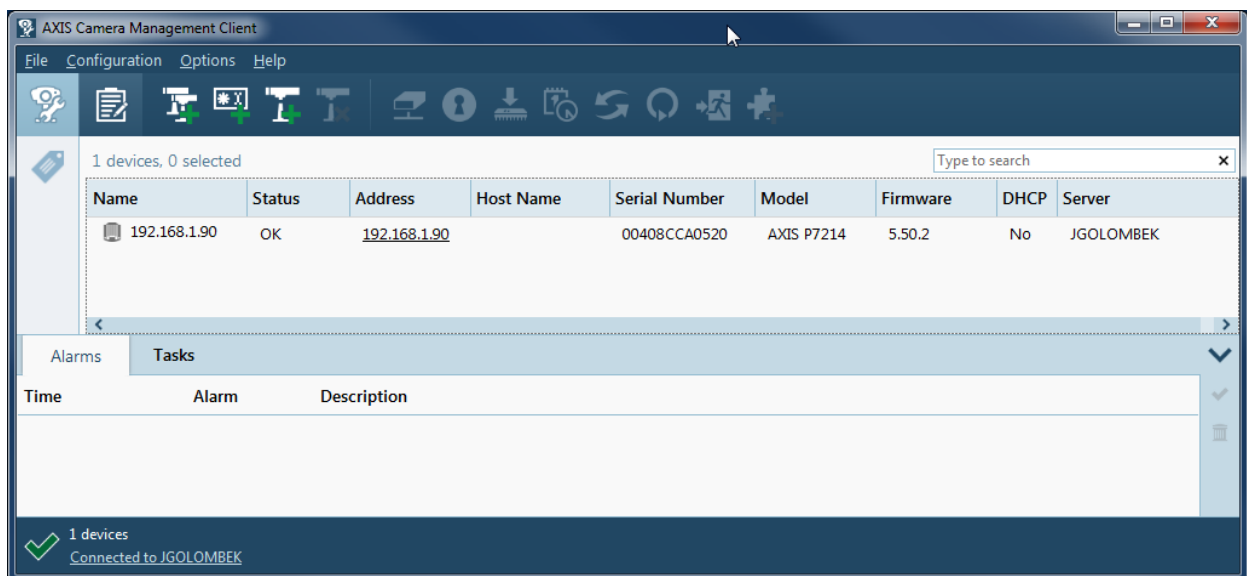 AXIS Camera Management Client
File Configuration Options Help
1 devices, 0 selected
Type to search
Name Status Address Host Name Serial Number Model Firmware DHCP Server
192.168.1.90 OK 192.168.1.90 00408CCA0520 AXIS P7214 5.50.2 No JGOLOMBEK
Alarms Tasks
Time Alarm Description
1 devices
Connected to JGOLOMBEK